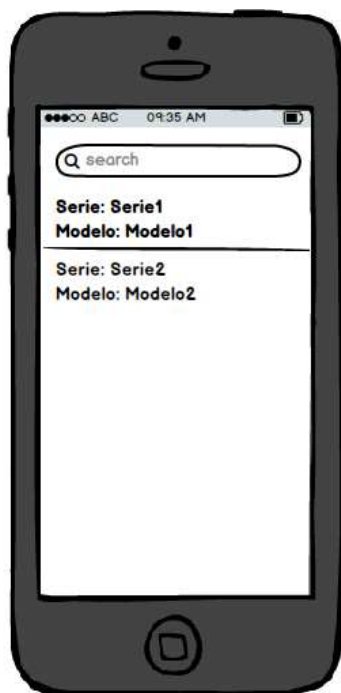 ABC 09:35 AM
search
Serie: Serie1
Modelo: Modelo1
Serie: Serie2
Modelo: Modelo2